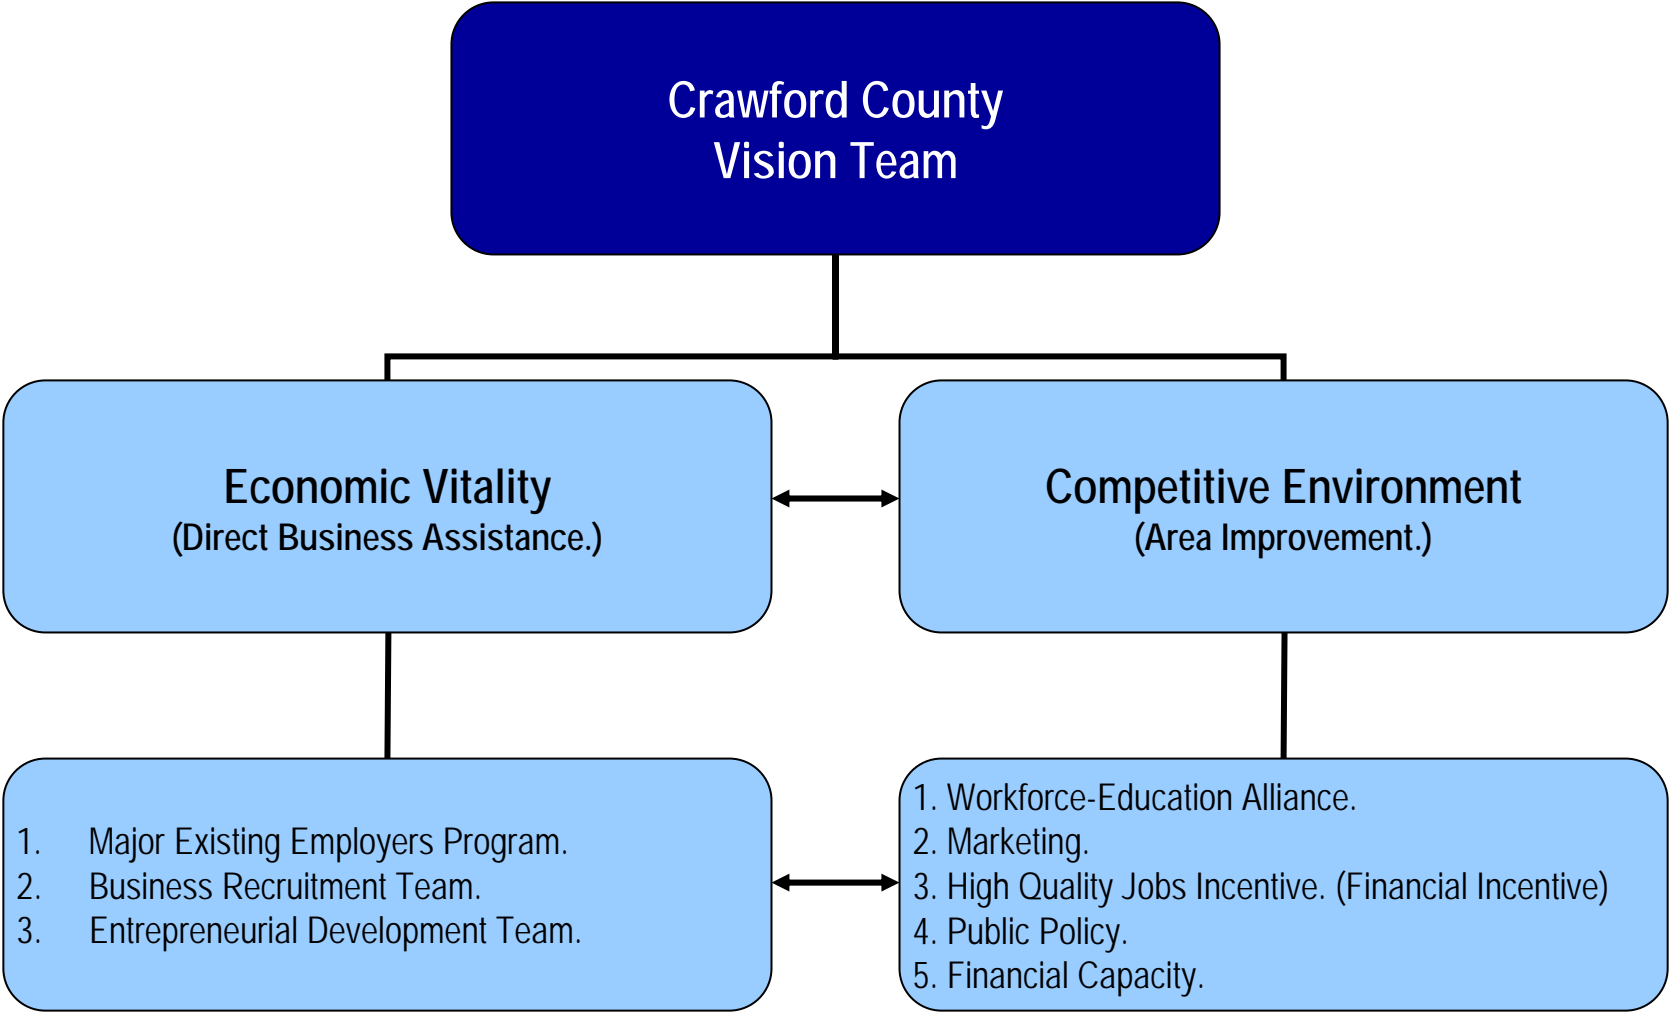 Crawford County
Vision Team
Economic Vitality
(Direct Business Assistance.)
Competitive Environment
(Area Improvement.)
1. Major Existing Employers Program.
2. Business Recruitment Team.
3. Entrepreneurial Development Team.
1. Workforce-Education Alliance.
2. Marketing.
3. High Quality Jobs Incentive. (Financial Incentive)
4. Public Policy.
5. Financial Capacity.